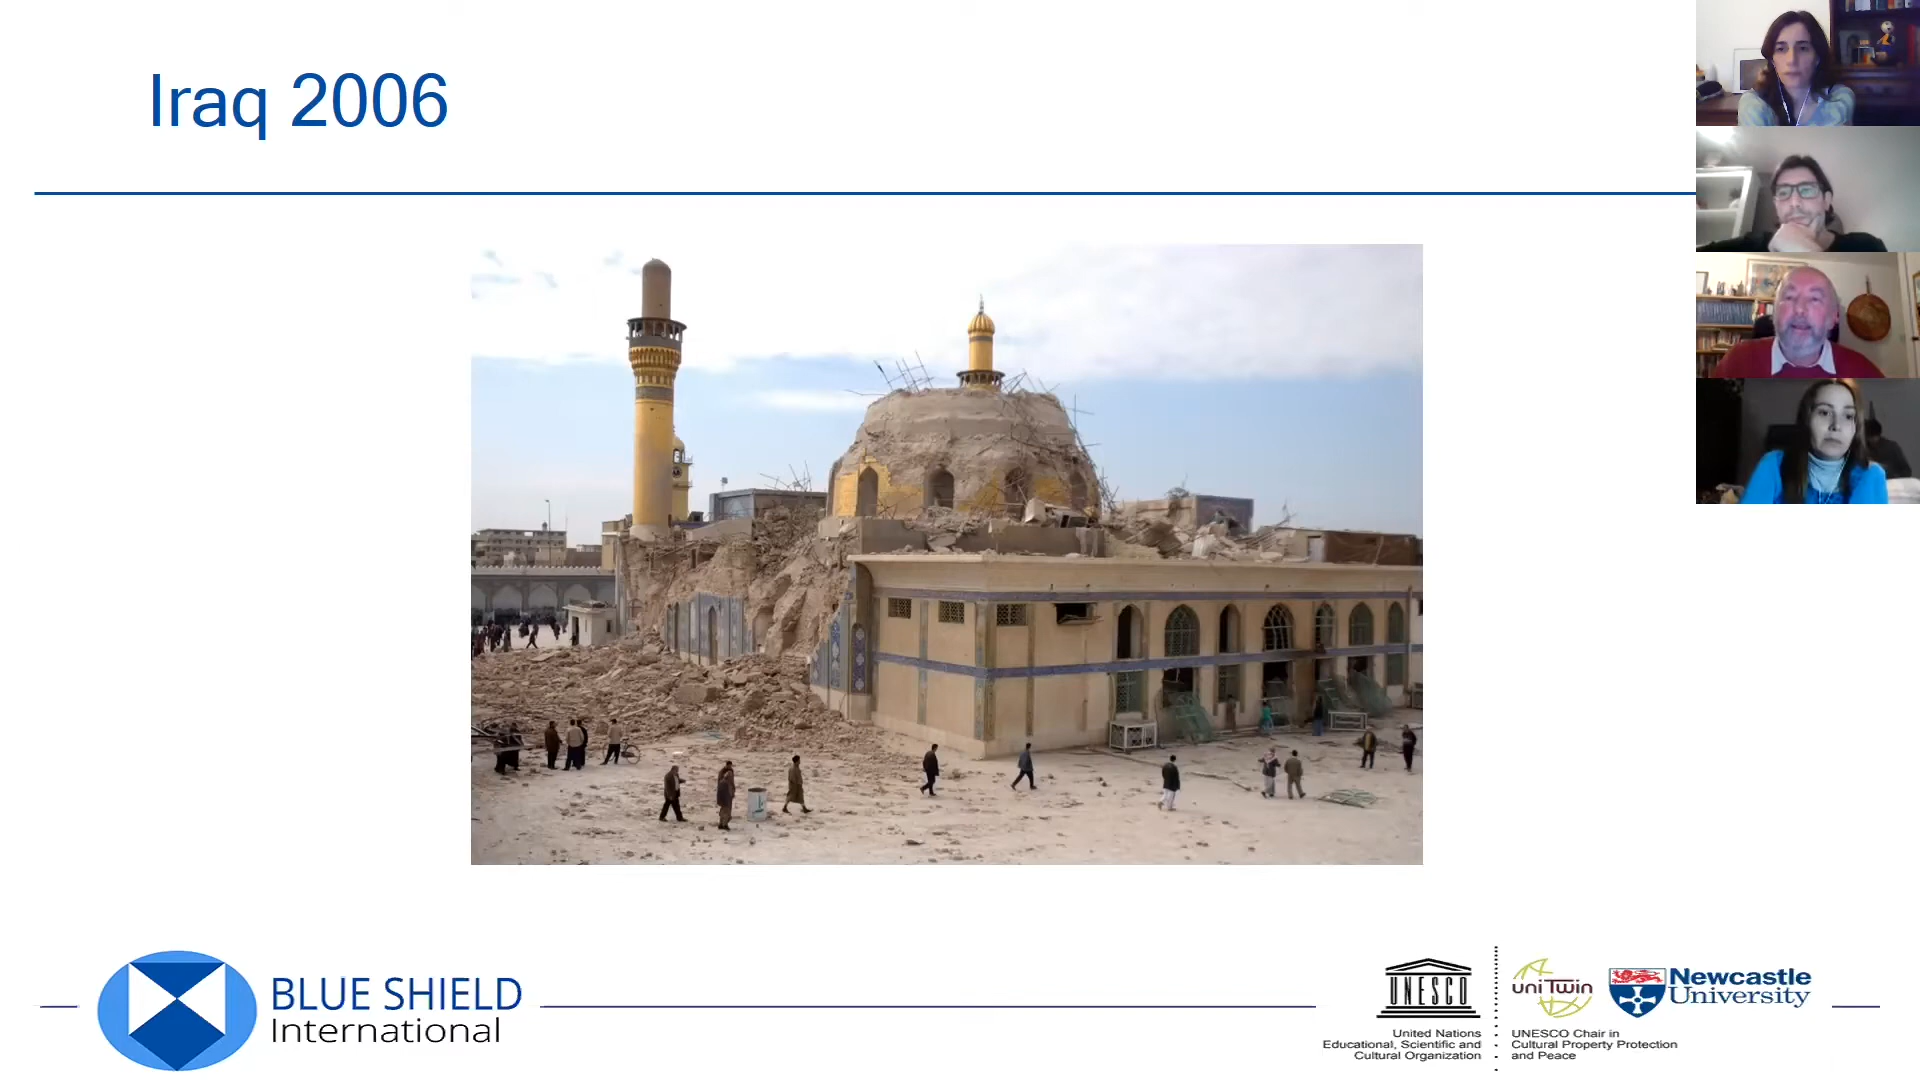 Iraq 2006
BLUE SHIELD
International
UNESCO
United Nations
Educational, Scientific and
Cultural Organization
uniTwin
Newcastle
University
UNESCO Chair in
Cultural Property Protection
and Peace